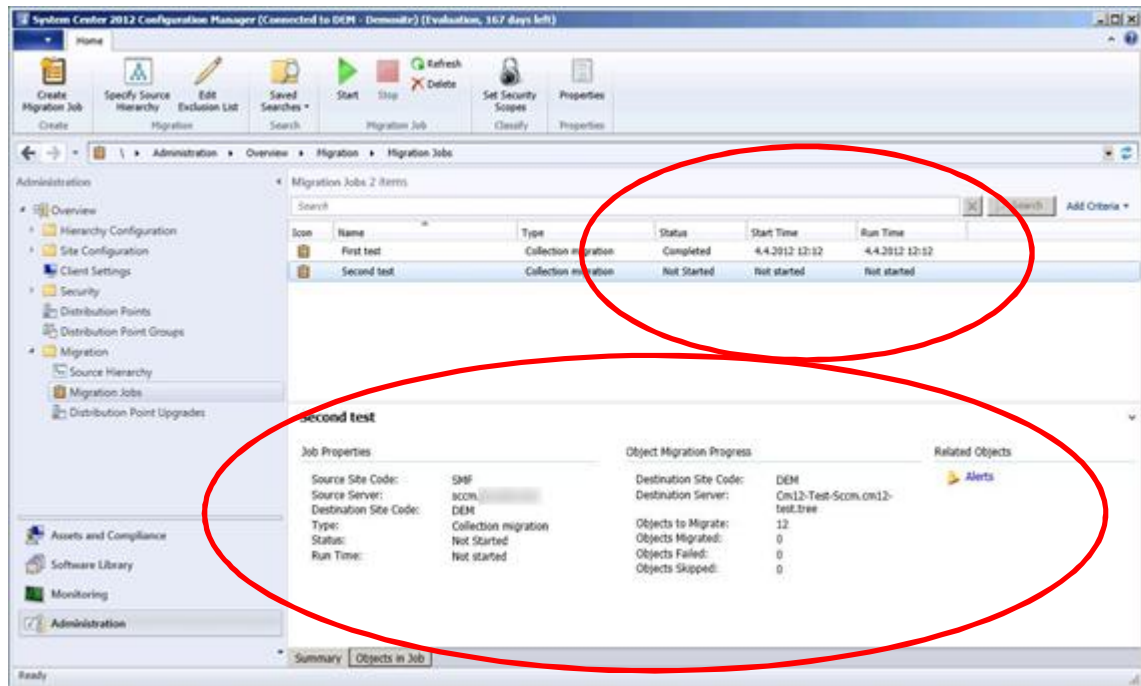 System Center 2012 Configuration Manager (Connected to DEM - Demosite) (Evaluation, 167 days left)
Home
Create Migration Job
Specify Source Hierarchy
Edit Exclusion List
Saved Searches
Start
Stop
Refresh
Delete
Set Security Scopes
Properties
Create
Migration
Search
Migration Job
Classify
Properties
\ Administration Overview Migration Migration Jobs
Administration
Overview
Hierarchy Configuration
Site Configuration
Client Settings
Security
Distribution Points
Distribution Point Groups
Migration
Source Hierarchy
Migration Jobs
Distribution Point Upgrades
Assets and Compliance
Software Library
Monitoring
Administration
Migration Jobs 2 items
Search
Search
Add Criteria
Icon Name Type Status Start Time Run Time
First test Collection migration Completed 4.4.2012 12:12 4.4.2012 12:12
Second test Collection migration Not Started Not started Not started
Second test
Job Properties
Source Site Code: SMF
Source Server: sccm.
Destination Site Code: DEM
Type: Collection migration
Status: Not Started
Run Time: Not started
Object Migration Progress
Destination Site Code: DEM
Destination Server: Cm12-Test-Sccm.cm12-
test.tree
Objects to Migrate: 12
Objects Migrated: 0
Objects Failed: 0
Objects Skipped: 0
Related Objects
Alerts
Summary Objects in Job
Ready